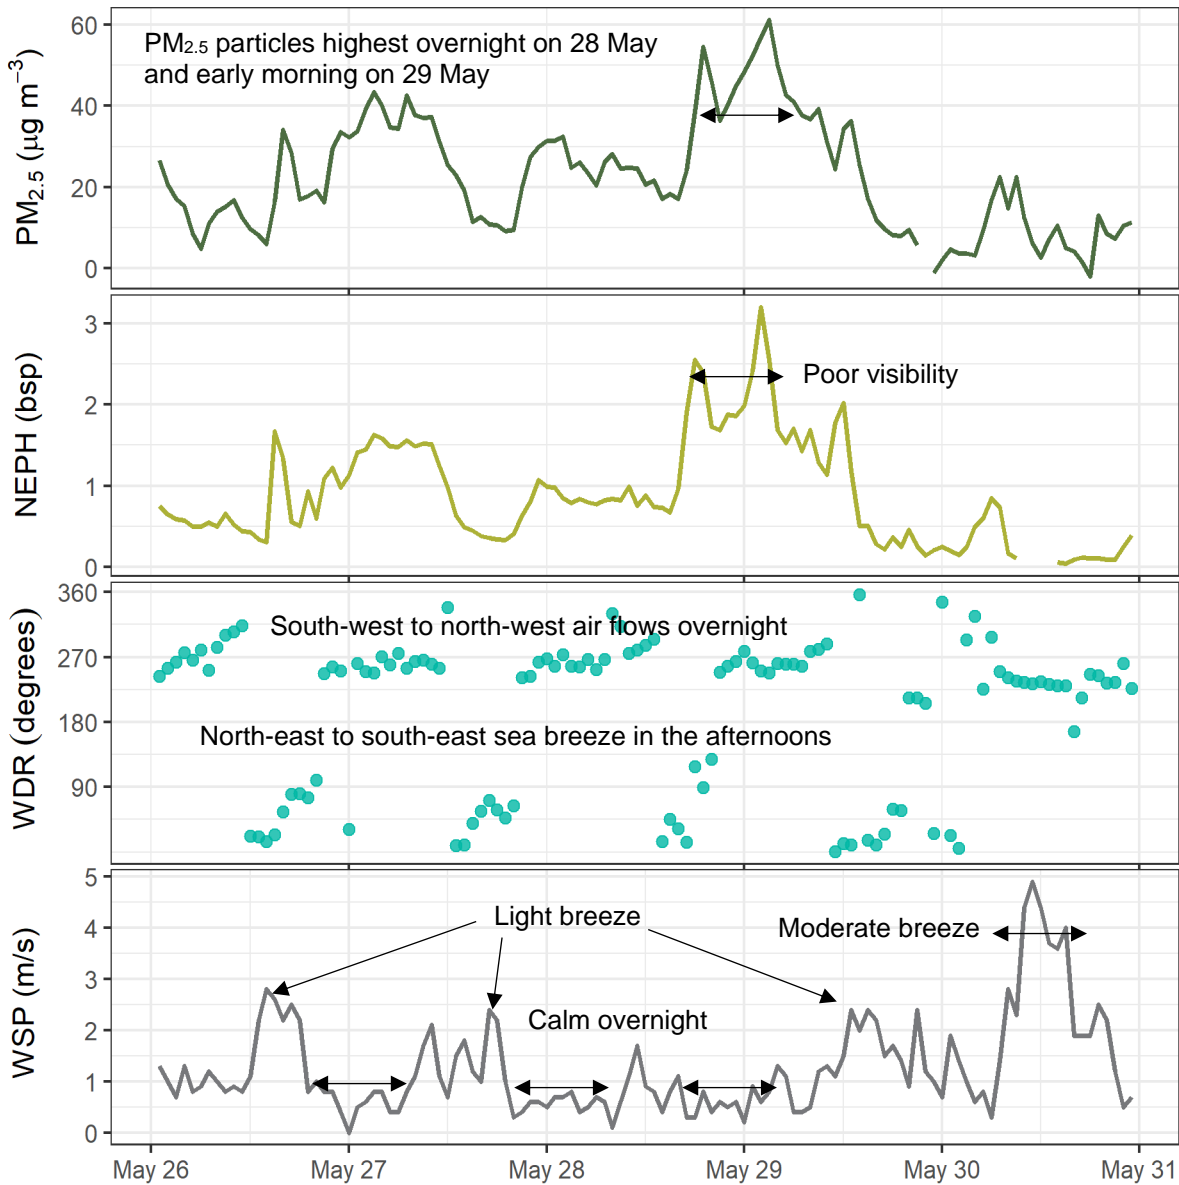 PM2.5 (μg m−3)
60
40
20
0
PM2.5 particles highest overnight on 28 May
and early morning on 29 May
NEPH (bsp)
3
2
1
0
Poor visibility
WDR (degrees)
360
270
180
90
South-west to north-west air flows overnight
North-east to south-east sea breeze in the afternoons
WSP (m/s)
5
4
3
2
1
0
Light breeze
Moderate breeze
Calm overnight
May 26 May 27 May 28 May 29 May 30 May 31